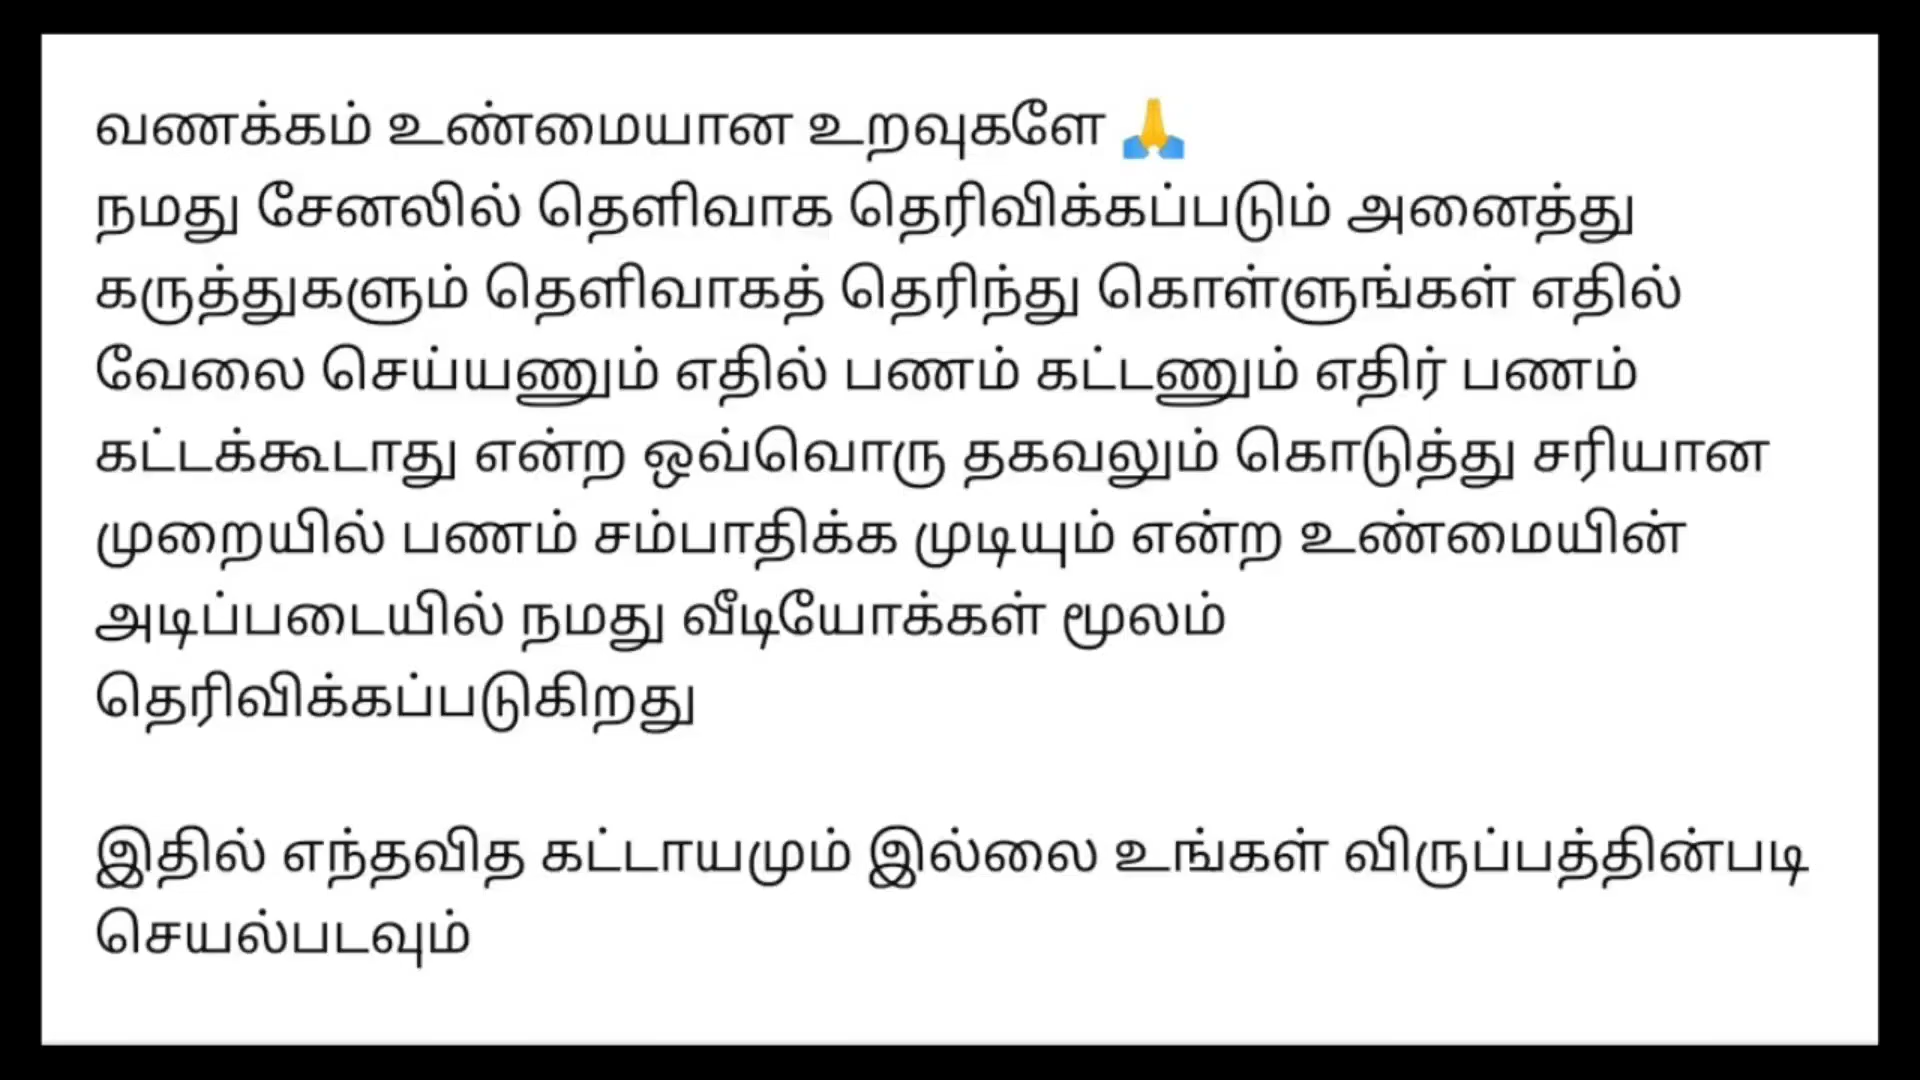 வணக்கம் உண்மையான உறவுகளே 🙏
நமது சேனலில் தெளிவாக தெரிவிக்கப்படும் அனைத்து
கருத்துகளும் தெளிவாகத் தெரிந்து கொள்ளுங்கள் எதில்
வேலை செய்யணும் எதில் பணம் கட்டணும் எதிர் பணம்
கட்டக்கூடாது என்ற ஒவ்வொரு தகவலும் கொடுத்து சரியான
முறையில் பணம் சம்பாதிக்க முடியும் என்ற உண்மையின்
அடிப்படையில் நமது வீடியோக்கள் மூலம்
தெரிவிக்கப்படுகிறது
இதில் எந்தவித கட்டாயமும் இல்லை உங்கள் விருப்பத்தின்படி
செயல்படவும்